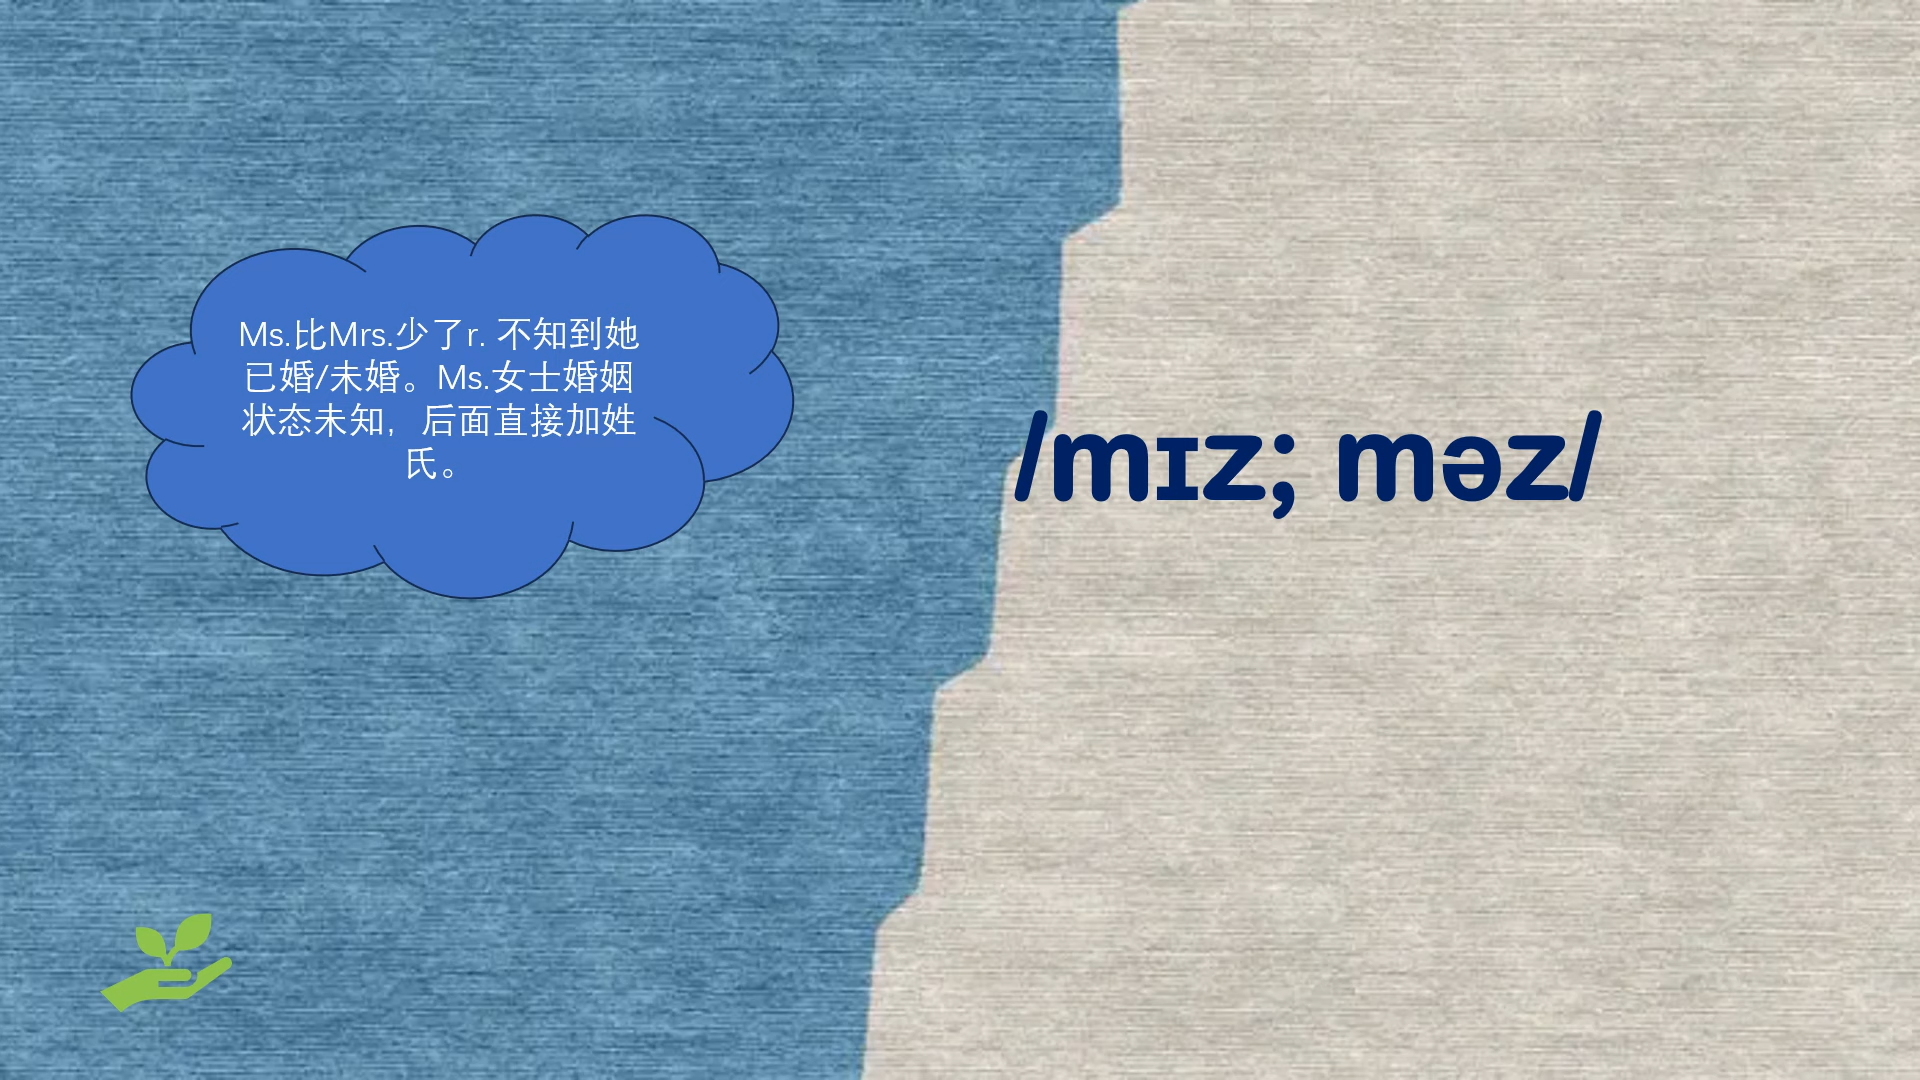 Ms.比Mrs.少了r. 不知到她
已婚/未婚。Ms.女士婚姻
状态未知，后面直接加姓
氏。
/mɪz; məz/